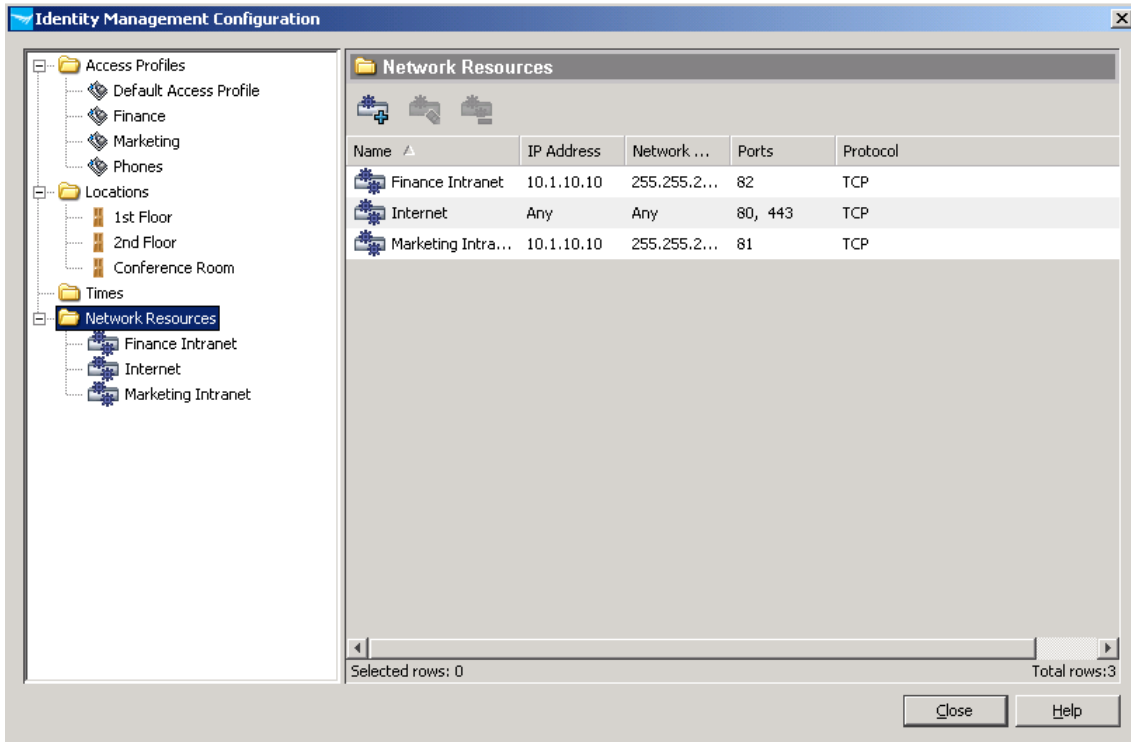 Identity Management Configuration
Access Profiles
Default Access Profile
Finance
Marketing
Phones
Locations
1st Floor
2nd Floor
Conference Room
Times
Network Resources
Finance Intranet
Internet
Marketing Intranet
Network Resources
Name IP Address Network ... Ports Protocol
Finance Intranet 10.1.10.10 255.255.2... 82 TCP
Internet Any Any 80, 443 TCP
Marketing Intra... 10.1.10.10 255.255.2... 81 TCP
Selected rows: 0 Total rows:3
Close Help